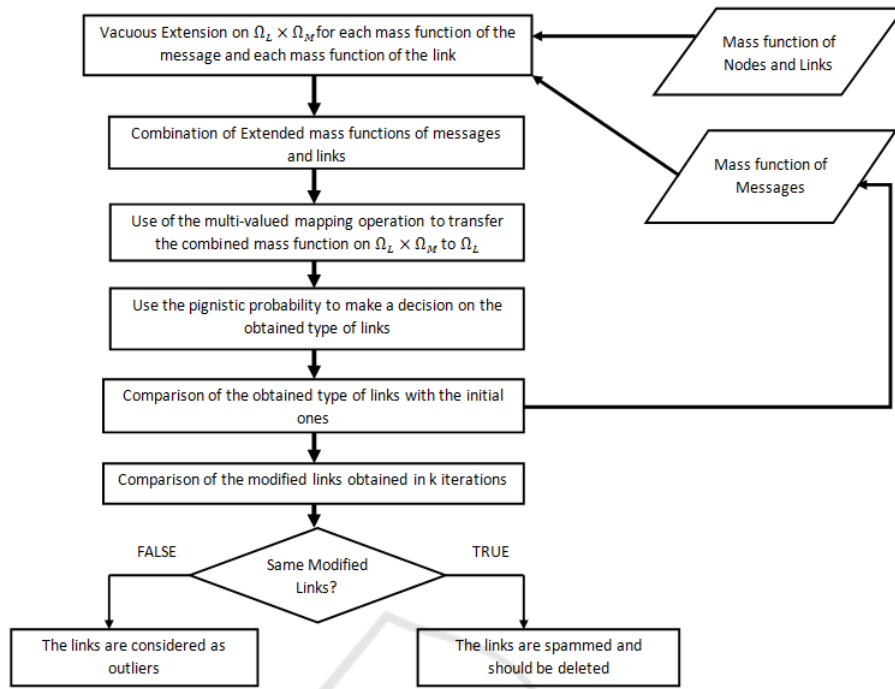 Vacuous Extension on Ω_L × Ω_M for each mass function of the
message and each mass function of the link
Mass function of
Nodes and Links
Combination of Extended mass functions of messages
and links
Mass function of
Messages
Use of the multi-valued mapping operation to transfer
the combined mass function on Ω_L × Ω_M to Ω_L
Use the pignistic probability to make a decision on the
obtained type of links
Comparison of the obtained type of links with the initial
ones
Comparison of the modified links obtained in k iterations
FALSE
TRUE
Same Modified
Links?
The links are considered as
outliers
The links are spammed and
should be deleted